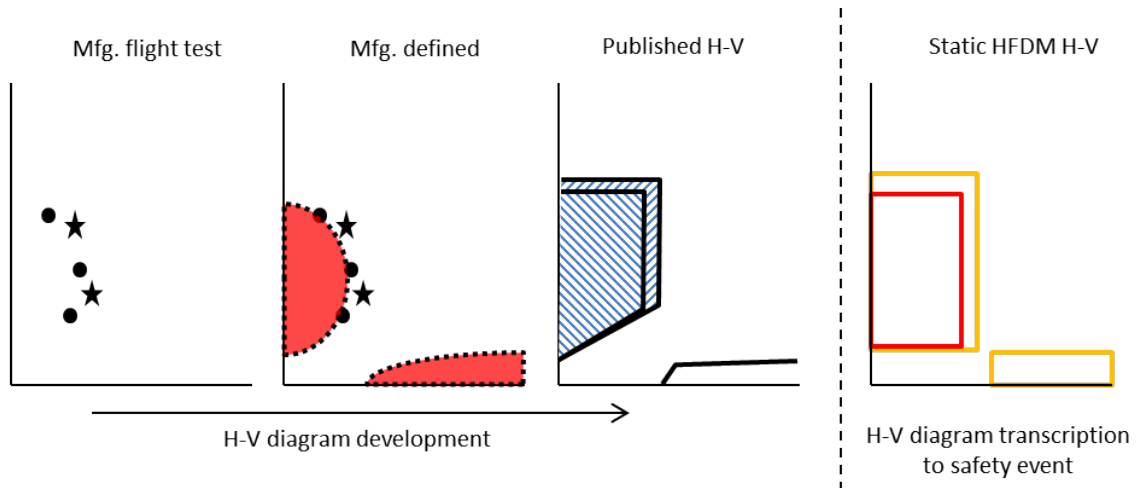 Mfg. flight test
Mfg. defined
Published H-V
Static HFDM H-V
H-V diagram development
H-V diagram transcription
to safety event